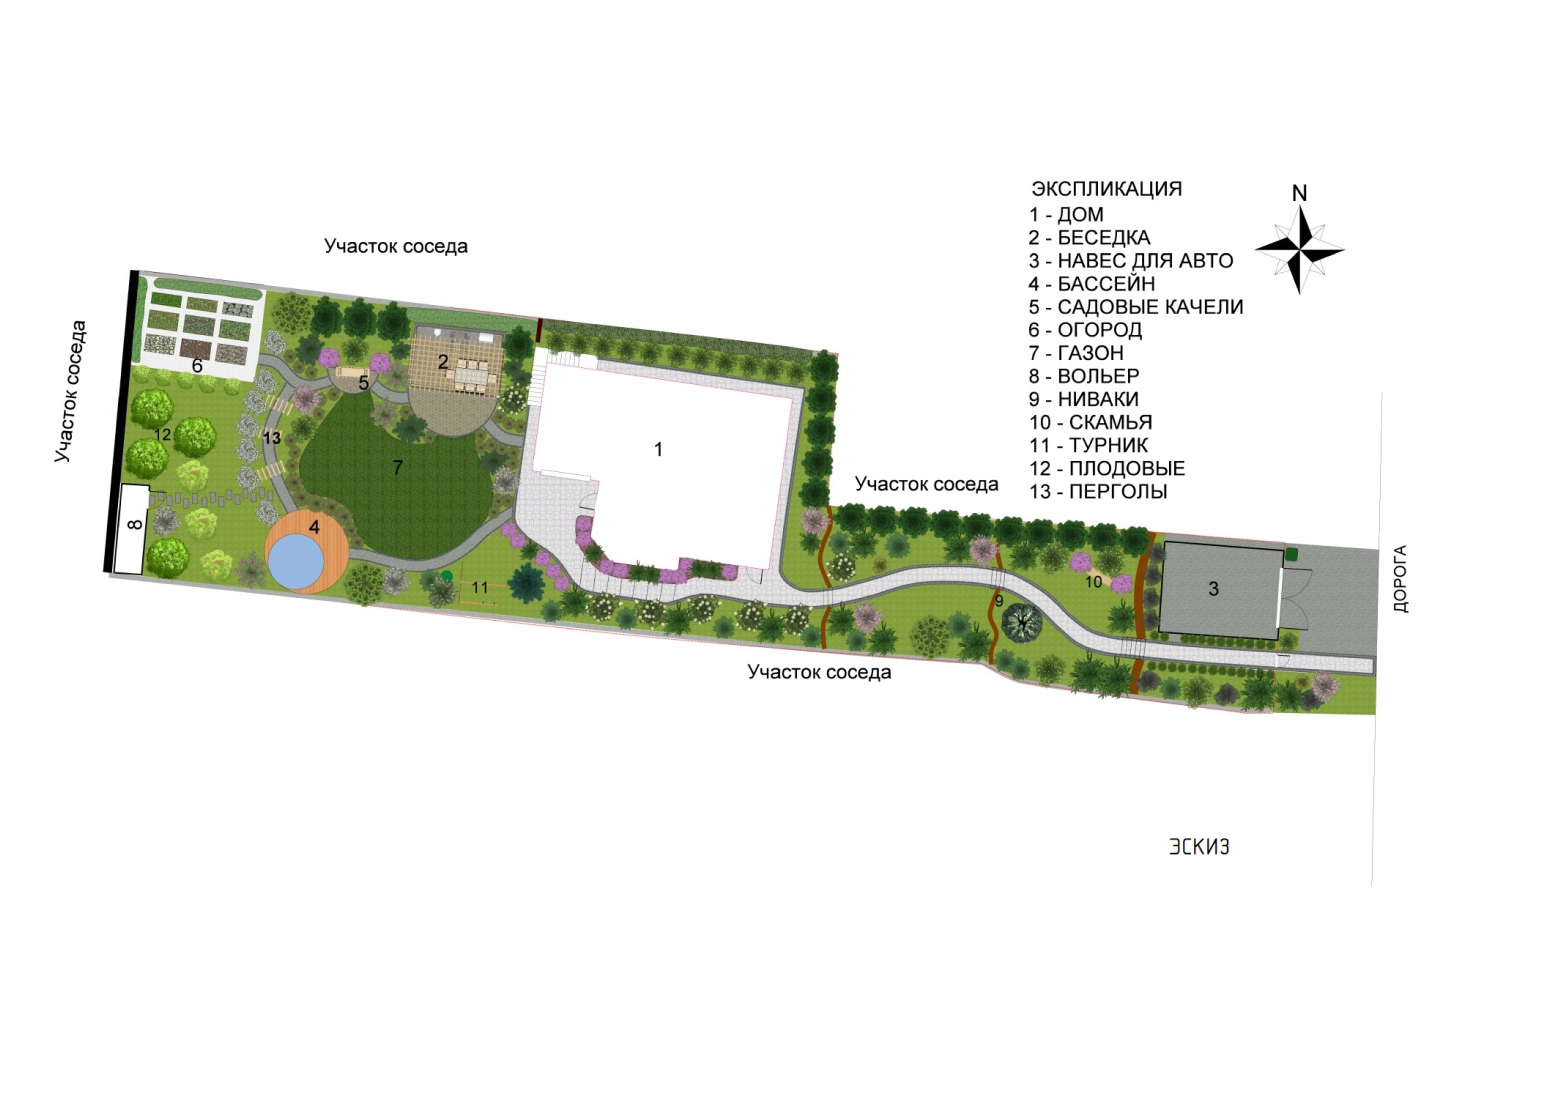 N
ЭКСПЛИКАЦИЯ
1 - ДОМ
2 - БЕСЕДКА
3 - НАВЕС ДЛЯ АВТО
4 - БАССЕЙН
5 - САДОВЫЕ КАЧЕЛИ
6 - ОГОРОД
7 - ГАЗОН
8 - ВОЛЬЕР
9 - НИВАКИ
10 - СКАМЬЯ
11 - ТУРНИК
12 - ПЛОДОВЫЕ
13 - ПЕРГОЛЫ
Участок соседа
Участок соседа
6
5
2
12
13
7
1
8
4
11
Участок соседа
9
10
3
ДОРОГА
Участок соседа
ЭСКИЗ